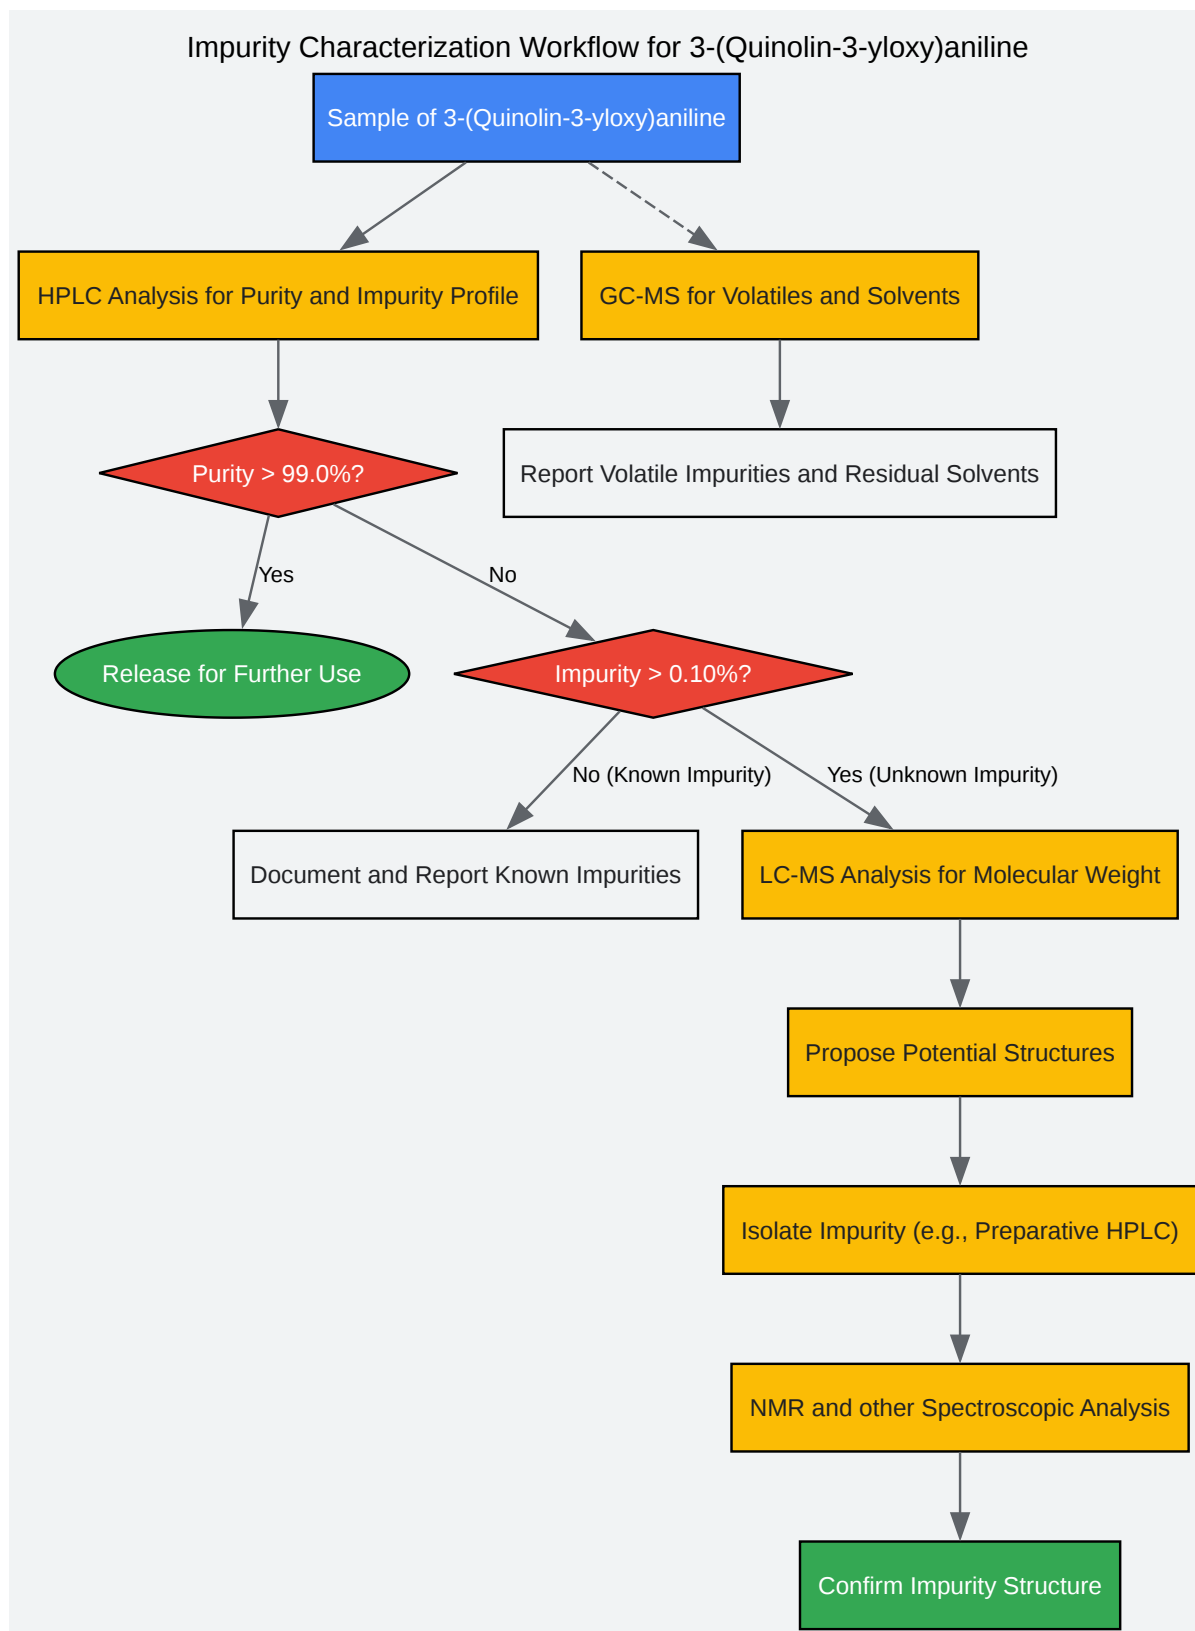 Impurity Characterization Workflow for 3-(Quinolin-3-yloxy)aniline
Sample of 3-(Quinolin-3-yloxy)aniline
HPLC Analysis for Purity and Impurity Profile
GC-MS for Volatiles and Solvents
Purity > 99.0%?
Report Volatile Impurities and Residual Solvents
Yes
No
Release for Further Use
Impurity > 0.10%?
No (Known Impurity)
Yes (Unknown Impurity)
Document and Report Known Impurities
LC-MS Analysis for Molecular Weight
Propose Potential Structures
Isolate Impurity (e.g., Preparative HPLC)
NMR and other Spectroscopic Analysis
Confirm Impurity Structure